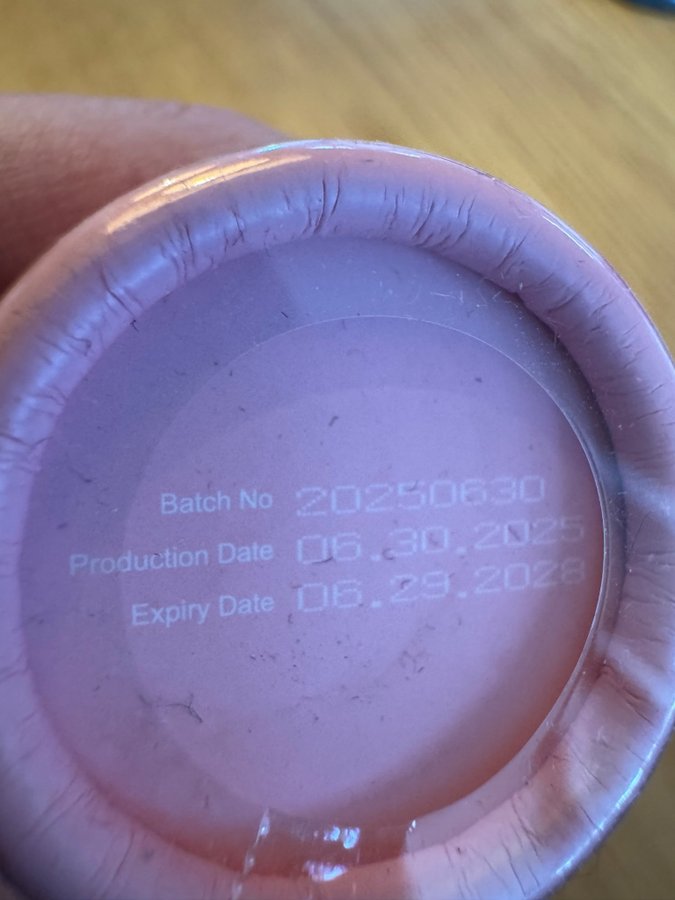 Batch No 20250630
Production Date 06.30.2025
Expiry Date 06.29.2028